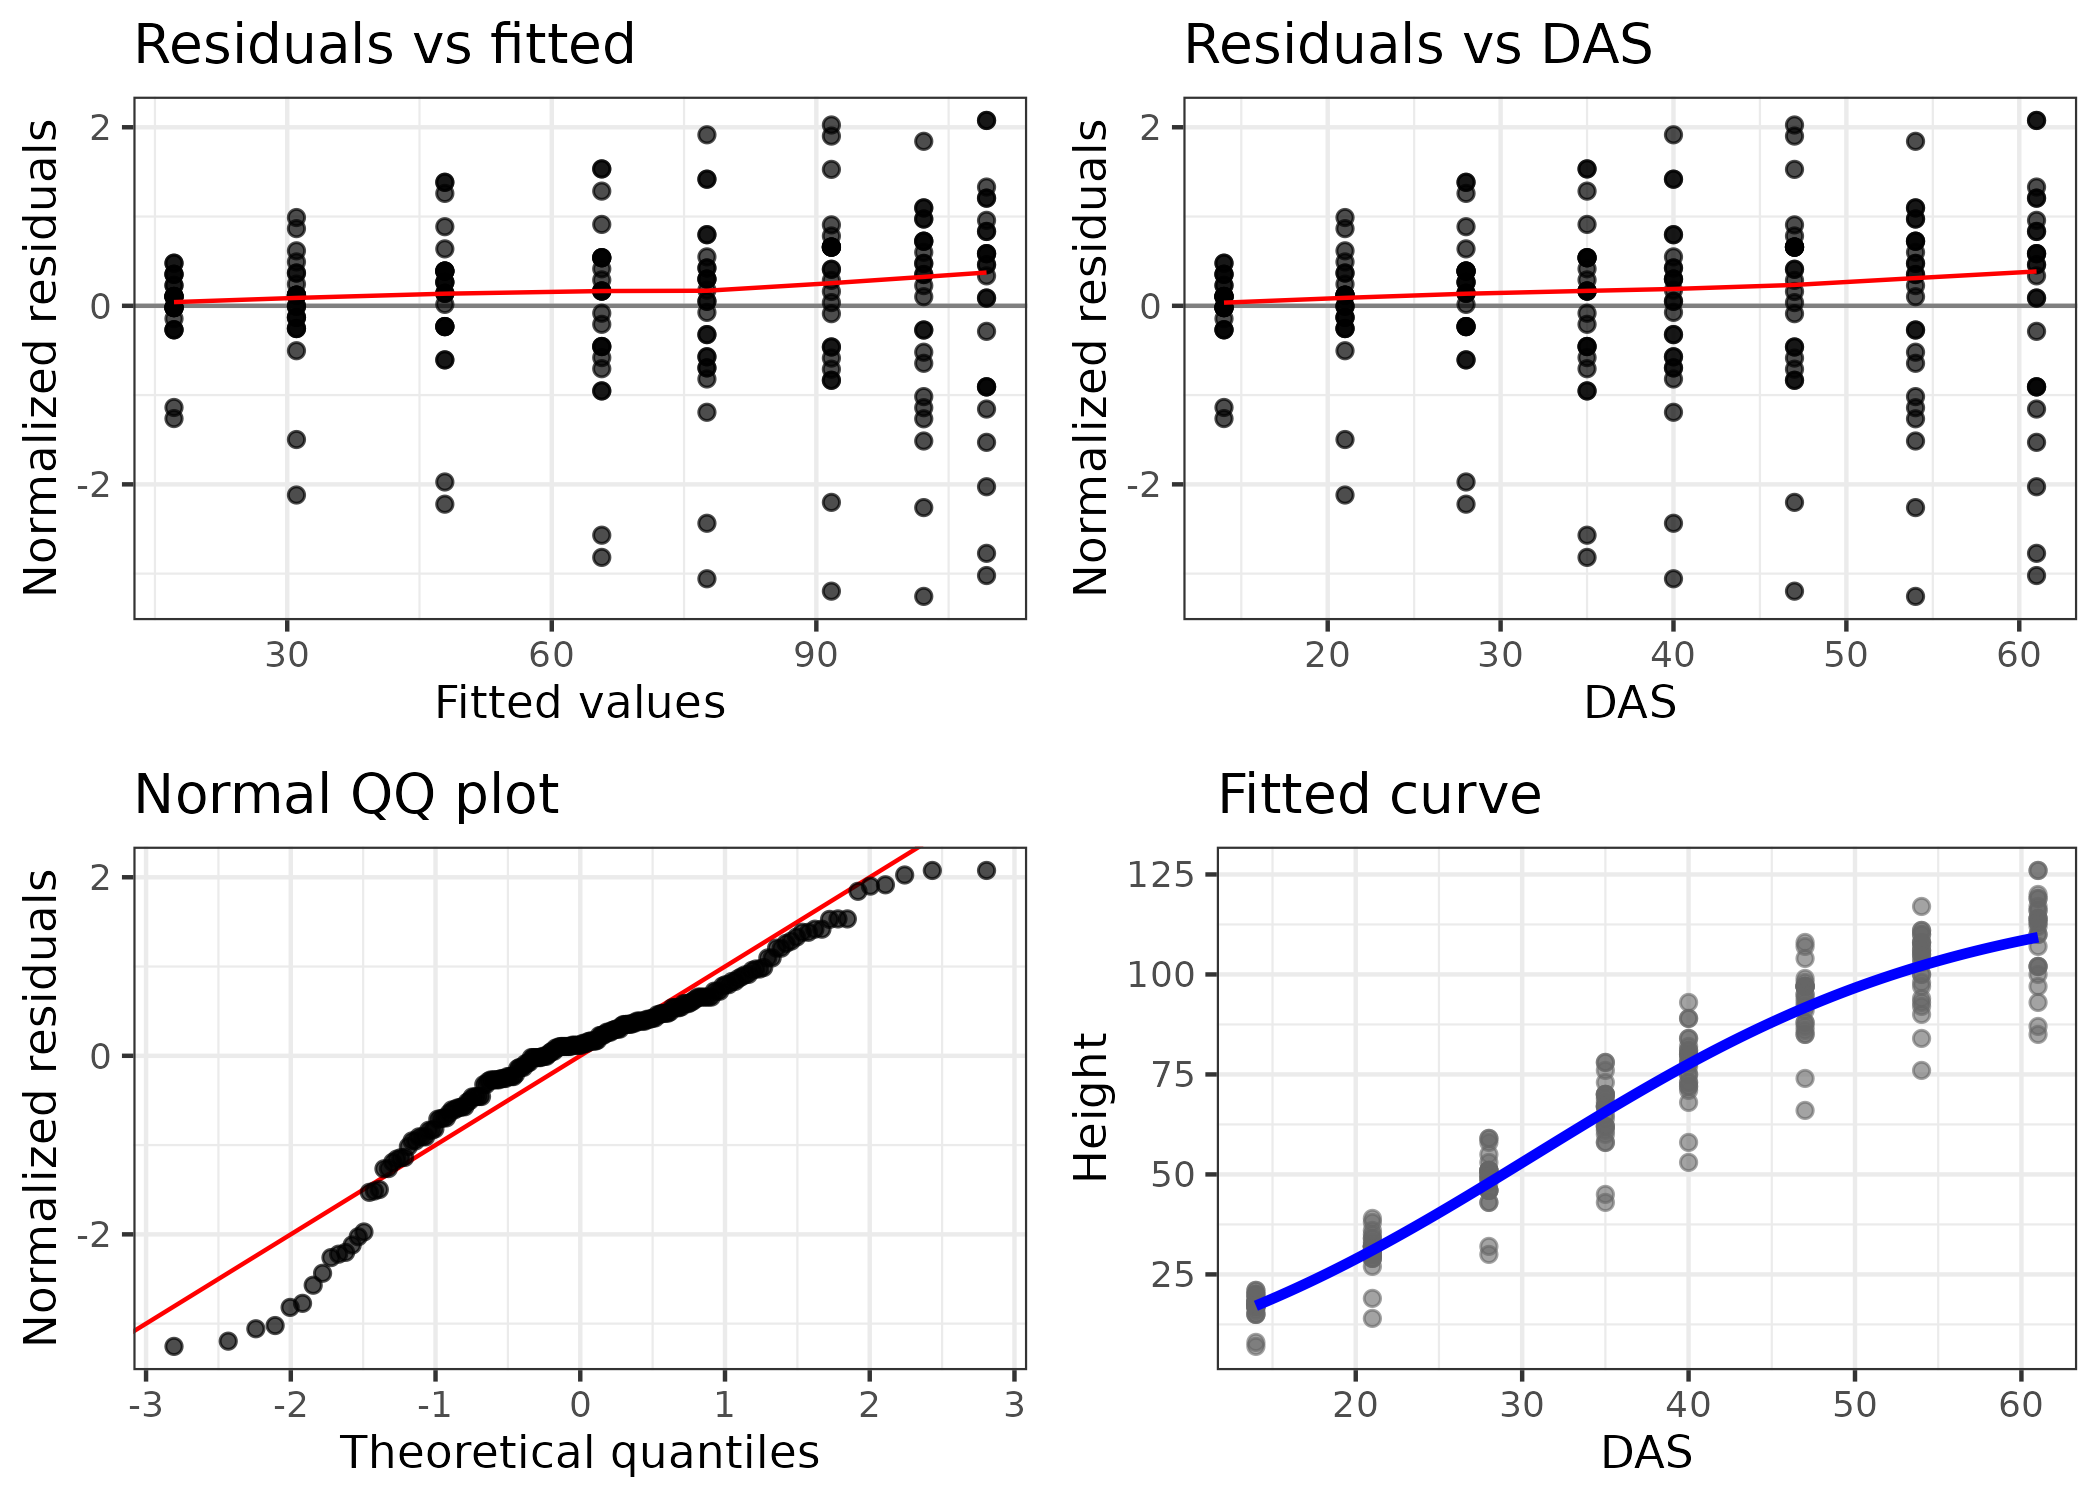 Residuals vs fitted
Normalized residuals
2
0
-2
30 60 90
Fitted values
Residuals vs DAS
Normalized residuals
2
0
-2
20 30 40 50 60
DAS
Normal QQ plot
Normalized residuals
2
0
-2
-3 -2 -1 0 1 2 3
Theoretical quantiles
Fitted curve
Height
125
100
75
50
25
20 30 40 50 60
DAS